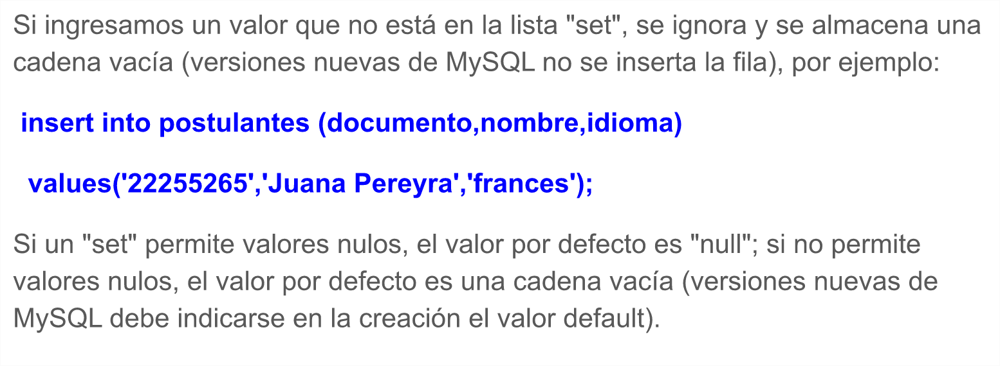 Si ingresamos un valor que no está en la lista "set", se ignora y se almacena una
cadena vacía (versiones nuevas de MySQL no se inserta la fila), por ejemplo:
insert into postulantes (documento,nombre,idioma)
values('22255265','Juana Pereyra','frances');
Si un "set" permite valores nulos, el valor por defecto es "null"; si no permite
valores nulos, el valor por defecto es una cadena vacía (versiones nuevas de
MySQL debe indicarse en la creación el valor default).